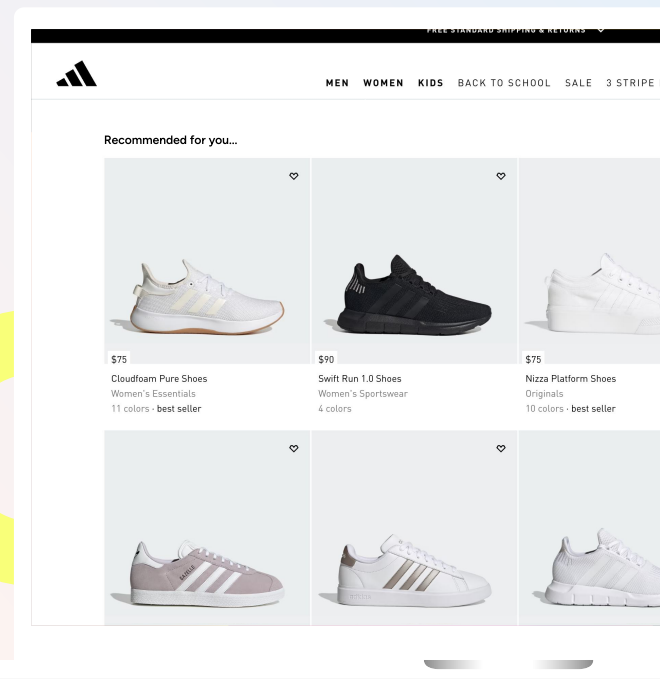 FREE STANDARD SHIPPING & RETURNS
MEN WOMEN KIDS BACK TO SCHOOL SALE 3 STRIPE
Recommended for you...
$75 $90 $75
Cloudfoam Pure Shoes Swift Run 1.0 Shoes Nizza Platform Shoes
Women's Essentials Women's Sportswear Originals
11 colors · best seller 4 colors 10 colors · best seller
GAZELLE